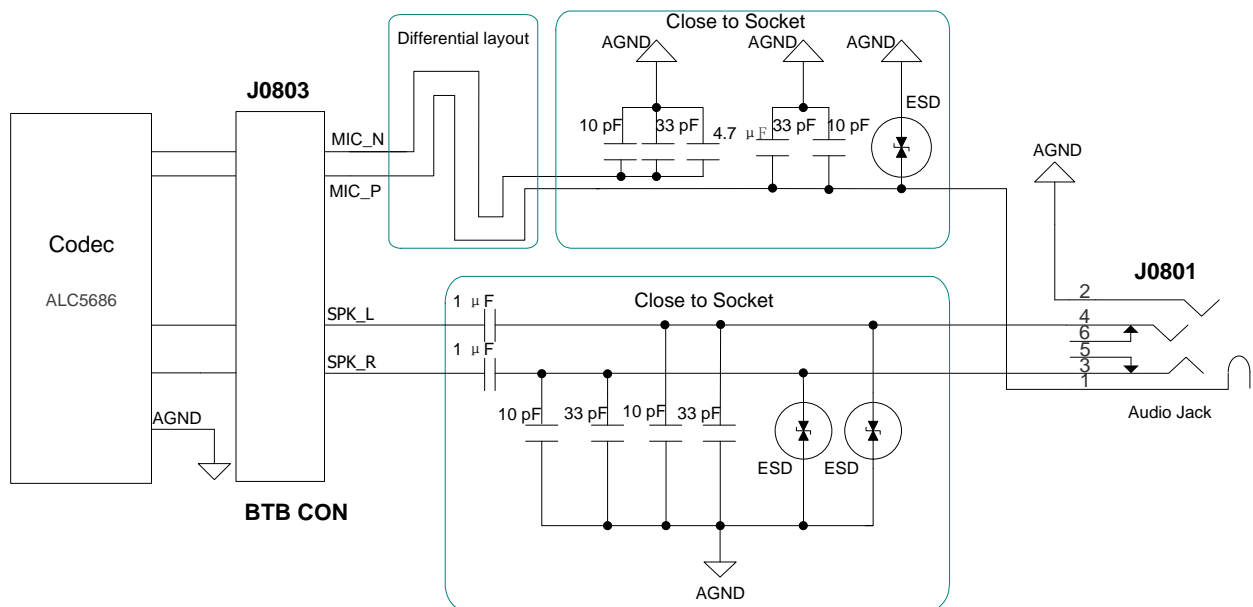 Close to Socket
Differential layout
AGND
AGND
AGND
J0803
ESD
10 pF
33 pF
4.7 μF
33 pF
10 pF
MIC_N
MIC_P
AGND
Codec
ALC5686
J0801
1 μF
Close to Socket
2
SPK_L
4
6
1 μF
5
SPK_R
3
1
10 pF
33 pF
10 pF
33 pF
Audio Jack
AGND
ESD
ESD
BTB CON
AGND